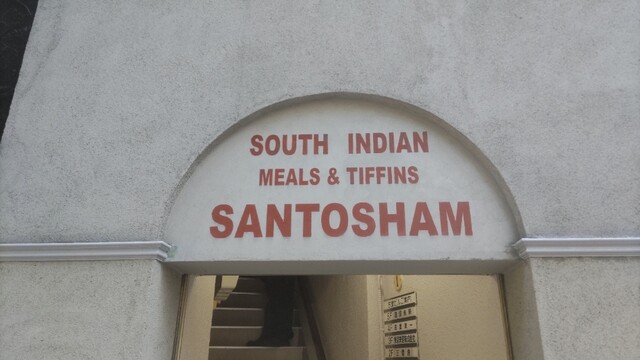 SOUTH INDIAN
MEALS & TIFFINS
SANTOSHAM